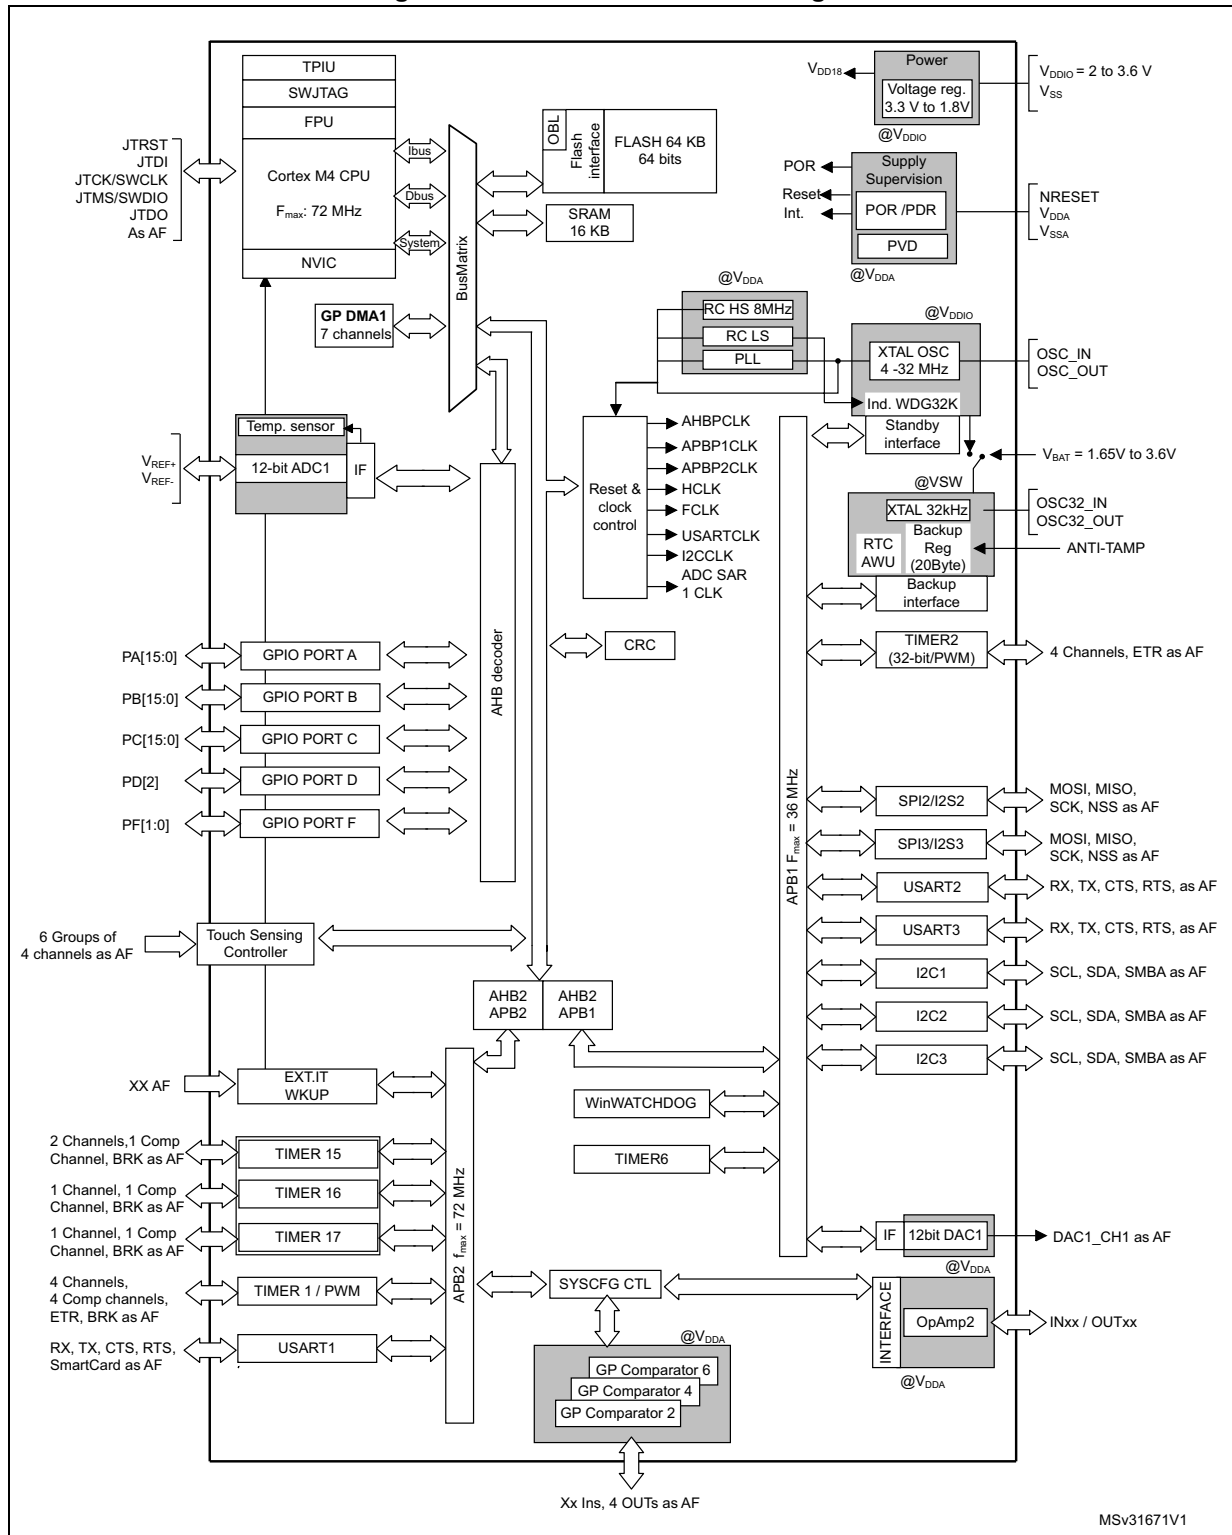 TPIU
SWJTAG
FPU
Cortex M4 CPU
Fmax: 72 MHz
NVIC
JTRST
JTDI
JTCK/SWCLK
JTMS/SWDIO
JTDO
As AF
Ibus
Dbus
System
BusMatrix
OBL
Flash interface
FLASH 64 KB
64 bits
SRAM
16 KB
GP DMA1
7 channels
VDD18
Power
Voltage reg.
3.3 V to 1.8V
@VDDIO
VDDIO = 2 to 3.6 V
VSS
POR
Reset
Int.
Supply
Supervision
POR /PDR
PVD
@VDDA
NRESET
VDDA
VSSA
@VDDA
RC HS 8MHz
RC LS
PLL
@VDDIO
XTAL OSC
4 -32 MHz
Ind. WDG32K
Standby
interface
OSC_IN
OSC_OUT
VBAT = 1.65V to 3.6V
@VSW
XTAL 32kHz
RTC
AWU
Backup
Reg
(20Byte)
Backup
interface
OSC32_IN
OSC32_OUT
ANTI-TAMP
Temp. sensor
12-bit ADC1
IF
VREF+
VREF-
Reset &
clock
control
AHBPCLK
APBP1CLK
APBP2CLK
HCLK
FCLK
USARTCLK
I2CCLK
ADC SAR
1 CLK
CRC
AHB decoder
PA[15:0]
GPIO PORT A
PB[15:0]
GPIO PORT B
PC[15:0]
GPIO PORT C
PD[2]
GPIO PORT D
PF[1:0]
GPIO PORT F
6 Groups of
4 channels as AF
Touch Sensing
Controller
AHB2
APB2
AHB2
APB1
APB1 Fmax = 36 MHz
TIMER2
(32-bit/PWM)
4 Channels, ETR as AF
SPI2/I2S2
MOSI, MISO,
SCK, NSS as AF
SPI3/I2S3
MOSI, MISO,
SCK, NSS as AF
USART2
RX, TX, CTS, RTS, as AF
USART3
RX, TX, CTS, RTS, as AF
I2C1
SCL, SDA, SMBA as AF
I2C2
SCL, SDA, SMBA as AF
I2C3
SCL, SDA, SMBA as AF
WinWATCHDOG
TIMER6
IF
12bit DAC1
@VDDA
DAC1_CH1 as AF
XX AF
EXT.IT
WKUP
2 Channels,1 Comp
Channel, BRK as AF
TIMER 15
1 Channel, 1 Comp
Channel, BRK as AF
TIMER 16
1 Channel, 1 Comp
Channel, BRK as AF
TIMER 17
4 Channels,
4 Comp channels,
ETR, BRK as AF
TIMER 1 / PWM
RX, TX, CTS, RTS,
SmartCard as AF
USART1
APB2 fmax = 72 MHz
SYSCFG CTL
INTERFACE
OpAmp2
@VDDA
INxx / OUTxx
@VDDA
GP Comparator 6
GP Comparator 4
GP Comparator 2
Xx Ins, 4 OUTs as AF
MSv31671V1